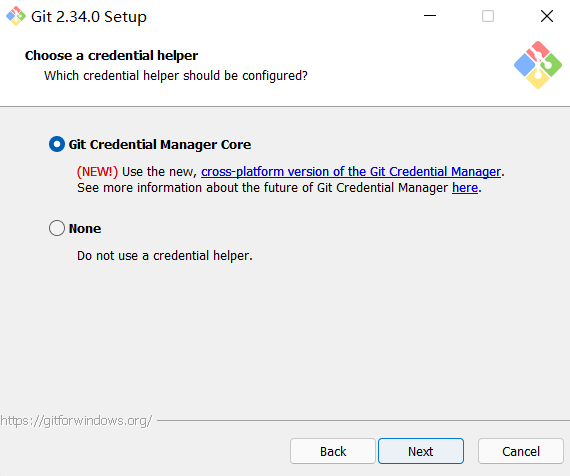 Git 2.34.0 Setup
Choose a credential helper
Which credential helper should be configured?
Git Credential Manager Core
(NEW!) Use the new, cross-platform version of the Git Credential Manager.
See more information about the future of Git Credential Manager here.
None
Do not use a credential helper.
https://gitforwindows.org/
Back Next Cancel